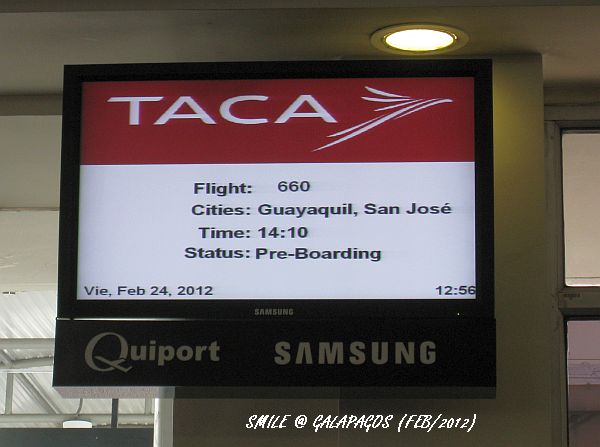 TACA
Flight: 660
Cities: Guayaquil, San José
Time: 14:10
Status: Pre-Boarding
Vie, Feb 24, 2012 12:56
SAMSUNG
Quiport SAMSUNG
SMILE @ GALAPAGOS (FEB/2012)